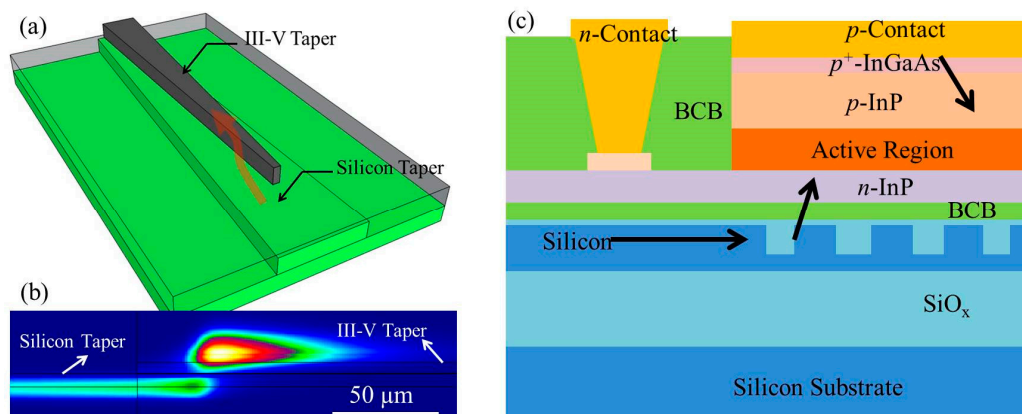 (a)
III-V Taper
Silicon Taper
(b)
Silicon Taper
III-V Taper
50 μm
(c)
n-Contact
p-Contact
p⁺-InGaAs
BCB
p-InP
Active Region
n-InP
BCB
Silicon
SiOₓ
Silicon Substrate